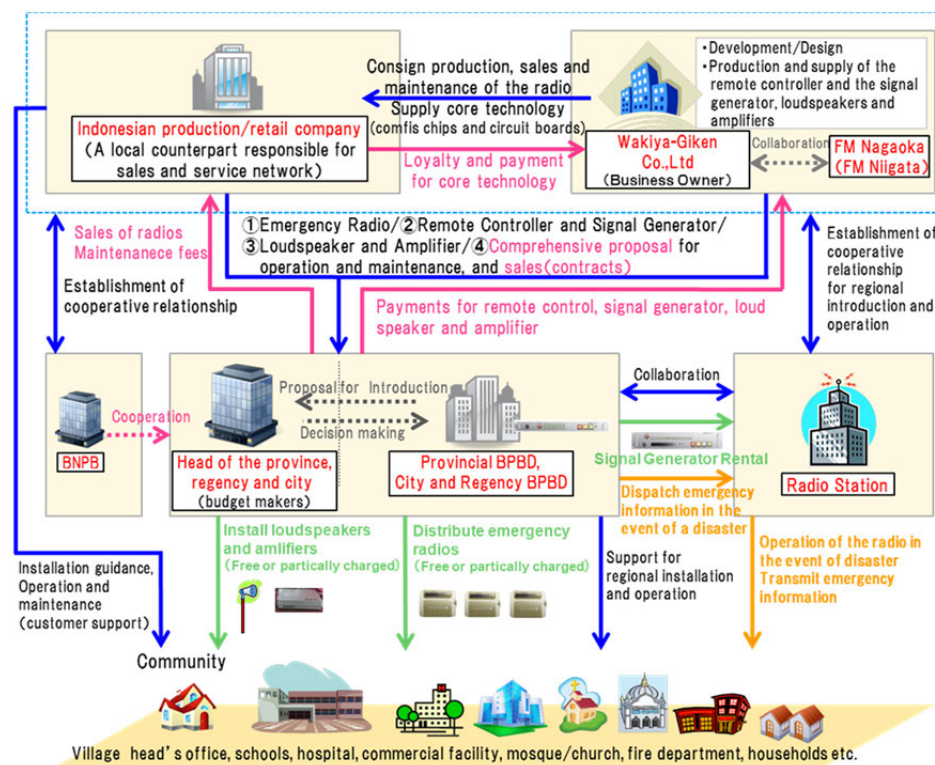 Consign production, sales and
maintenance of the radio
Supply core technology
(comfis chips and circuit boards)
•Development/Design
•Production and supply of the
remote controller and the signal
generator, loudspeakers and
amplifiers
Indonesian production/retail company
(A local counterpart responsible for
sales and service network)
Loyalty and payment
for core technology
Wakiya-Giken
Co.,Ltd
(Business Owner)
Collaboration
FM Nagaoka
(FM Niigata)
Sales of radios
Maintenanece fees
①Emergency Radio/②Remote Controller and Signal Generator/
③Loudspeaker and Amplifier/④Comprehensive proposal for
operation and maintenance, and sales(contracts)
Establishment of
cooperative
relationship
for regional
introduction and
operation
Establishment of
cooperative relationship
Payments for remote control, signal generator, loud
speaker and amplifier
Cooperation
BNPB
Proposal for Introduction
Decision making
Head of the province,
regency and city
(budget makers)
Provincial BPBD,
City and Regency BPBD
Collaboration
Signal Generator Rental
Dispatch emergency
information in the
event of a disaster
Radio Station
Installation guidance,
Operation and
maintenance
(customer support)
Install loudspeakers
and amlifiers
(Free or partically charged)
Distribute emergency
radios
(Free or partically charged)
Support for
regional installation
and operation
Operation of the radio in
the event of disaster
Transmit emergency
information
Community
Village head's office, schools, hospital, commercial facility, mosque/church, fire department, households etc.